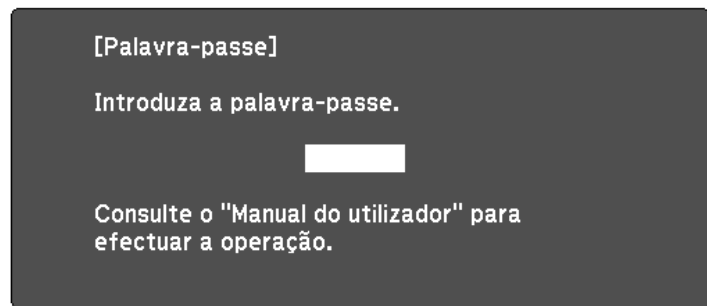 [Palavra-passe]
Introduza a palavra-passe.
Consulte o "Manual do utilizador" para
efectuar a operação.